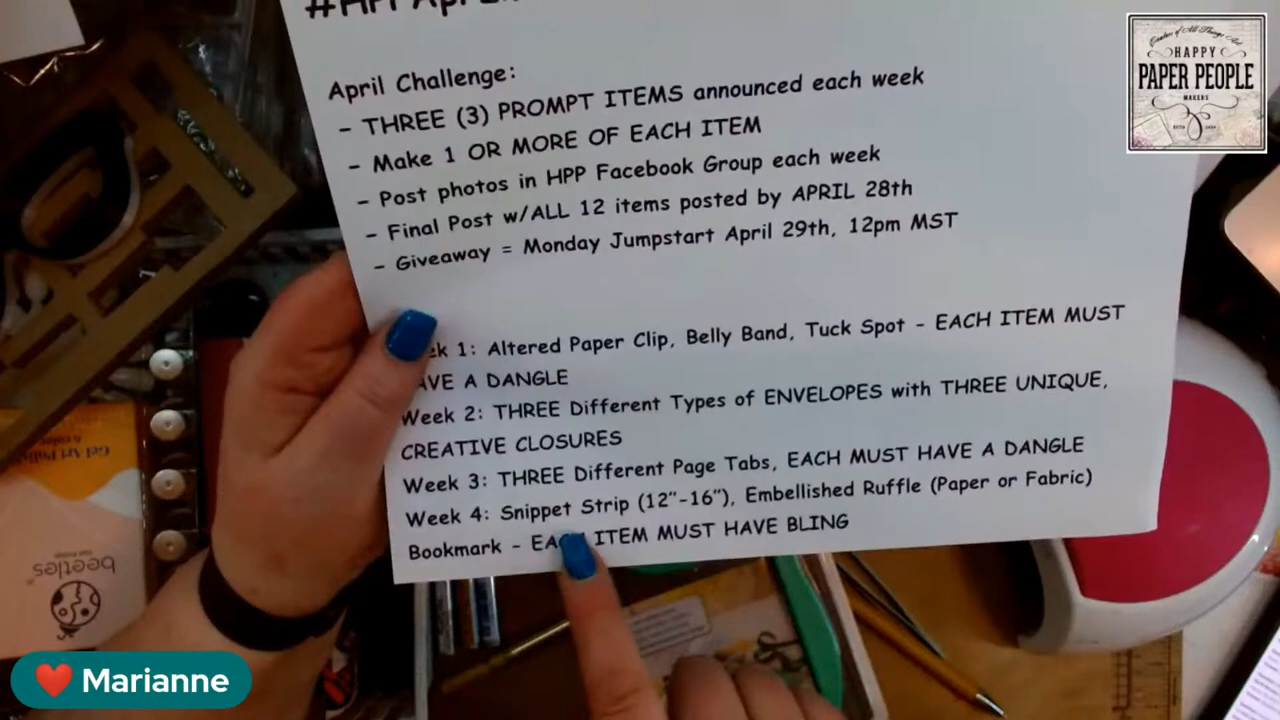 April Challenge:
- THREE (3) PROMPT ITEMS announced each week
- Make 1 OR MORE OF EACH ITEM
- Post photos in HPP Facebook Group each week
- Final Post w/ALL 12 items posted by APRIL 28th
- Giveaway = Monday Jumpstart April 29th, 12pm MST
1: Altered Paper Clip, Belly Band, Tuck Spot - EACH ITEM MUST
A DANGLE
Week 2: THREE Different Types of ENVELOPES with THREE UNIQUE,
CREATIVE CLOSURES
Week 3: THREE Different Page Tabs, EACH MUST HAVE A DANGLE
Week 4: Snippet Strip (12"-16"), Embellished Ruffle (Paper or Fabric)
Bookmark - EACH ITEM MUST HAVE BLING
HAPPY
PAPER PEOPLE
MAKERS
beetles
❤️ Marianne